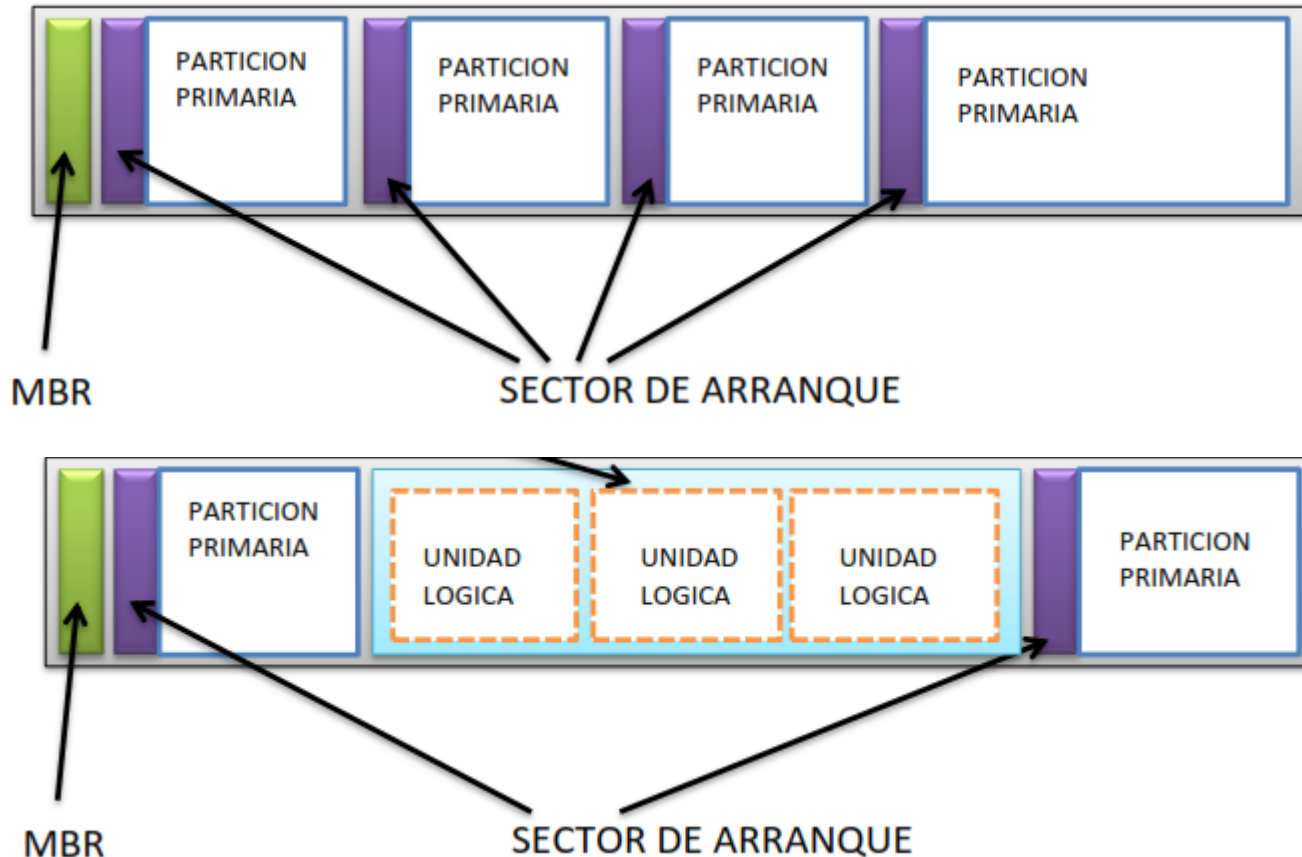 PARTICION
PRIMARIA
PARTICION
PRIMARIA
PARTICION
PRIMARIA
PARTICION
PRIMARIA
MBR
SECTOR DE ARRANQUE
PARTICION
PRIMARIA
UNIDAD
LOGICA
UNIDAD
LOGICA
UNIDAD
LOGICA
PARTICION
PRIMARIA
MBR
SECTOR DE ARRANQUE